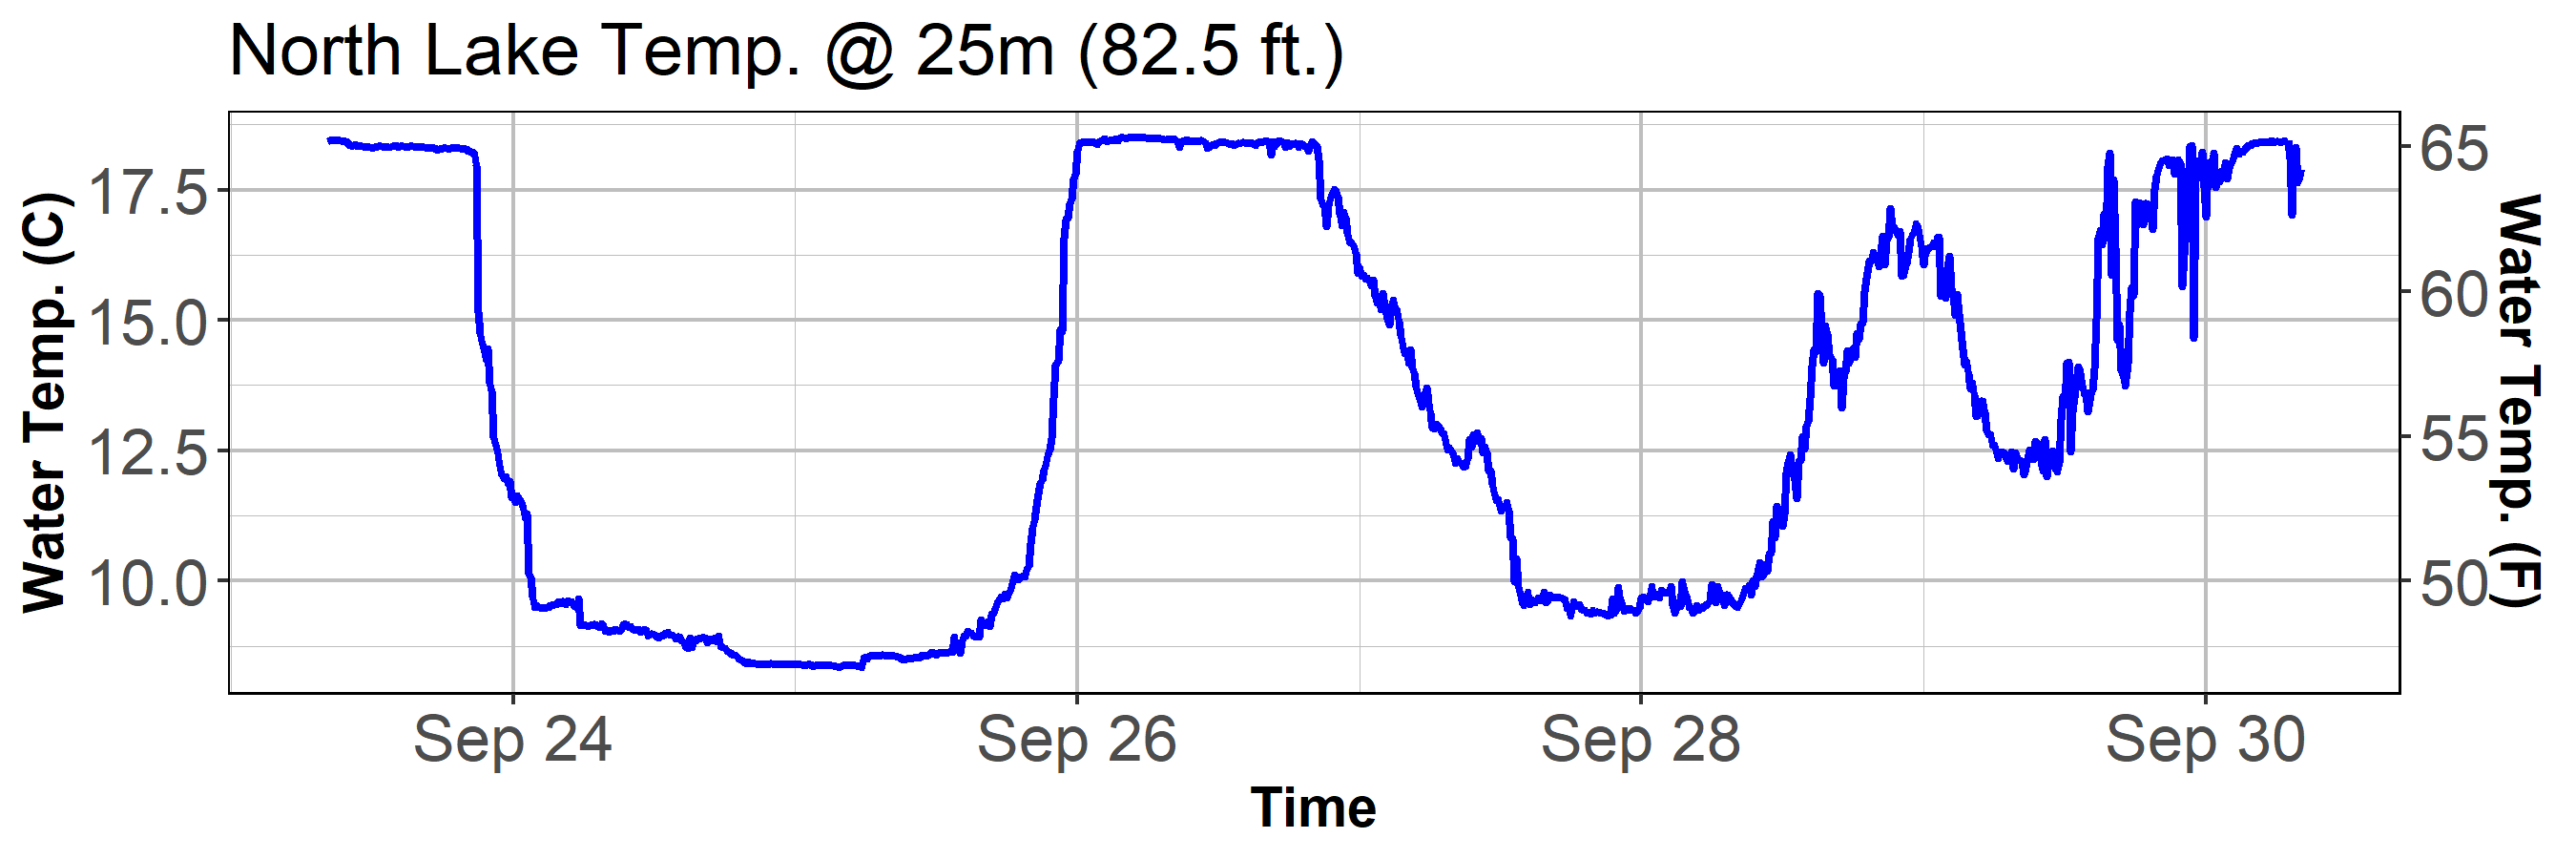 North Lake Temp. @ 25m (82.5 ft.)
Water Temp. (C)
17.5
15.0
12.5
10.0
65
60
55
50
Water Temp. (F)
Sep 24
Sep 26
Sep 28
Sep 30
Time